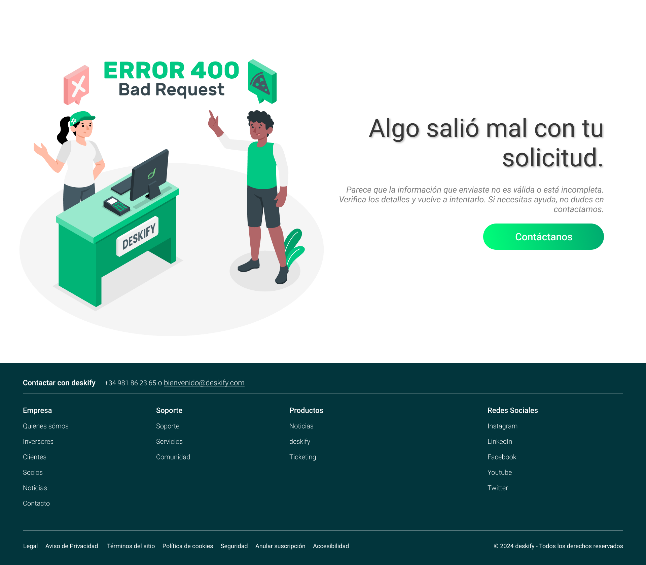 ERROR 400
Bad Request
DESKIFY
Algo salió mal con tu
solicitud.
Parece que la información que enviaste no es válida o está incompleta.
Verifica los detalles y vuelve a intentarlo. Si necesitas ayuda, no dudes en
contactarnos.
Contáctanos
Contactar con deskify +34 981 86 23 65 o bienvenido@deskify.com
Empresa Soporte Productos Redes Sociales
Quienes somos Soporte Noticias Instagram
Inversores Servicios deskify LinkedIn
Clientes Comunidad Ticketing Facebook
Socios Youtube
Noticias Twitter
Contacto
Legal Aviso de Privacidad Términos del sitio Política de cookies Seguridad Anular suscripción Accesibilidad © 2024 deskify - Todos los derechos reservados